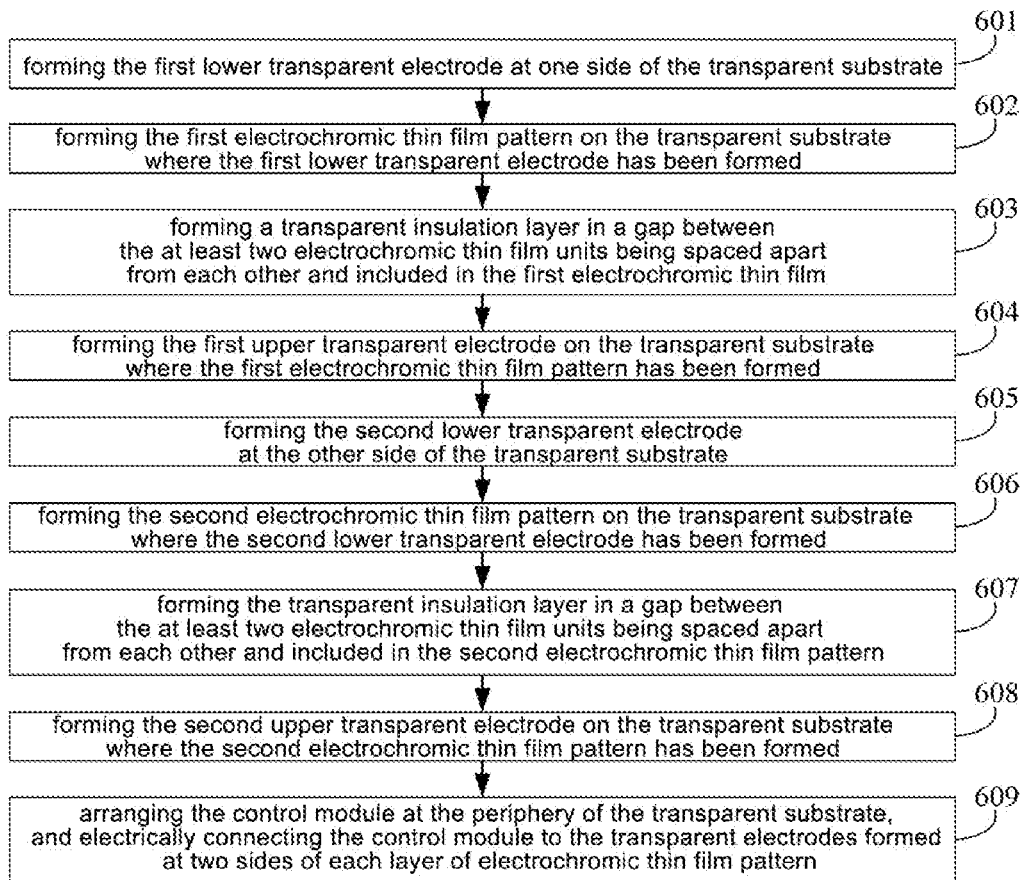 601
forming the first lower transparent electrode at one side of the transparent substrate
602
forming the first electrochromic thin film pattern on the transparent substrate
where the first lower transparent electrode has been formed
603
forming a transparent insulation layer in a gap between
the at least two electrochromic thin film units being spaced apart
from each other and included in the first electrochromic thin film
604
forming the first upper transparent electrode on the transparent substrate
where the first electrochromic thin film pattern has been formed
605
forming the second lower transparent electrode
at the other side of the transparent substrate
606
forming the second electrochromic thin film pattern on the transparent substrate
where the second lower transparent electrode has been formed
607
forming the transparent insulation layer in a gap between
the at least two electrochromic thin film units being spaced apart
from each other and included in the second electrochromic thin film pattern
608
forming the second upper transparent electrode on the transparent substrate
where the second electrochromic thin film pattern has been formed
609
arranging the control module at the periphery of the transparent substrate,
and electrically connecting the control module to the transparent electrodes formed
at two sides of each layer of electrochromic thin film pattern